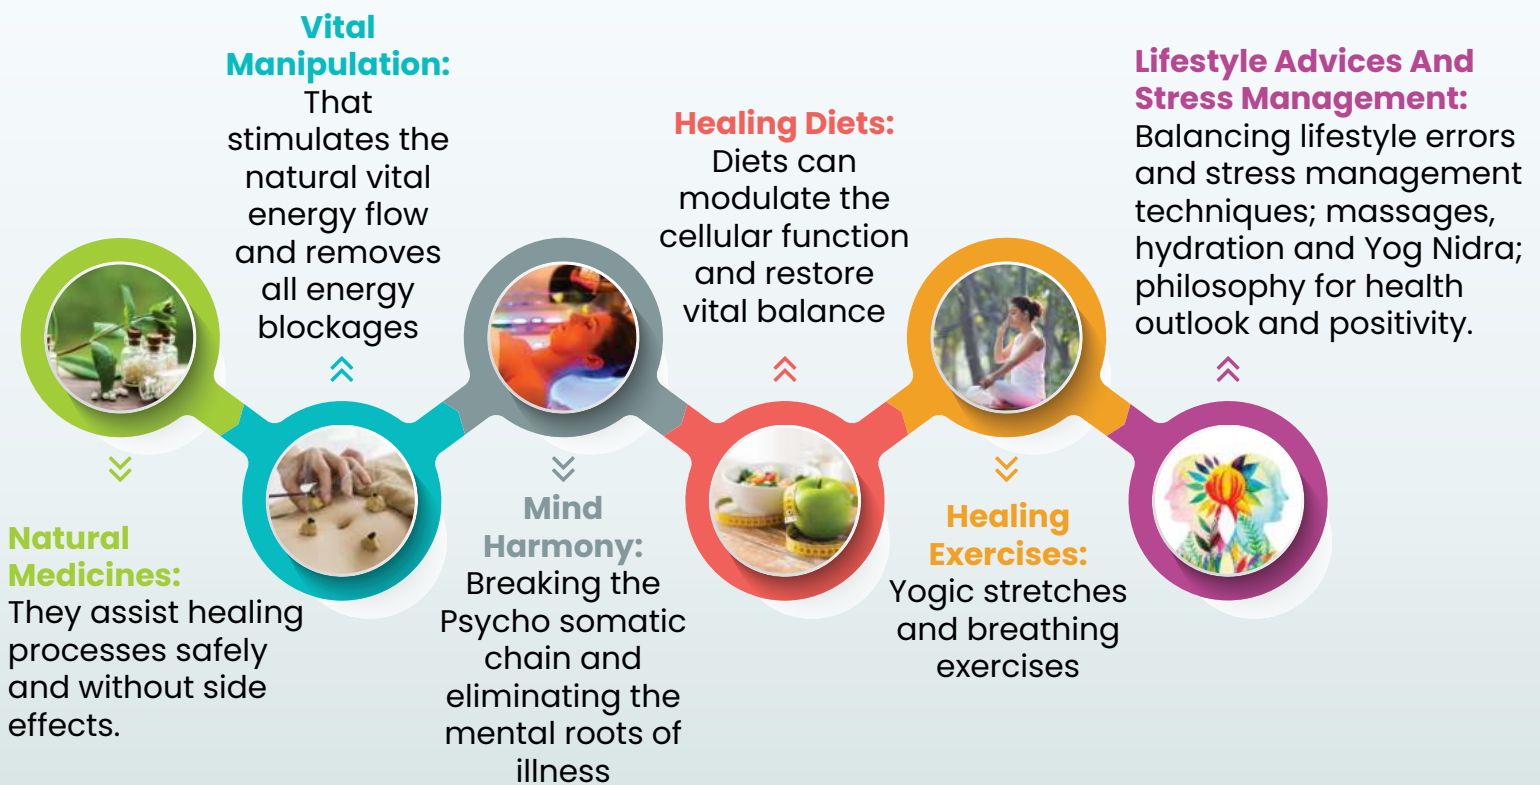 Natural
Medicines:
They assist healing
processes safely
and without side
effects.
Vital
Manipulation:
That
stimulates the
natural vital
energy flow
and removes
all energy
blockages
Mind
Harmony:
Breaking the
Psycho somatic
chain and
eliminating the
mental roots of
illness
Healing Diets:
Diets can
modulate the
cellular function
and restore
vital balance
Healing
Exercises:
Yogic stretches
and breathing
exercises
Lifestyle Advices And
Stress Management:
Balancing lifestyle errors
and stress management
techniques; massages,
hydration and Yog Nidra;
philosophy for health
outlook and positivity.